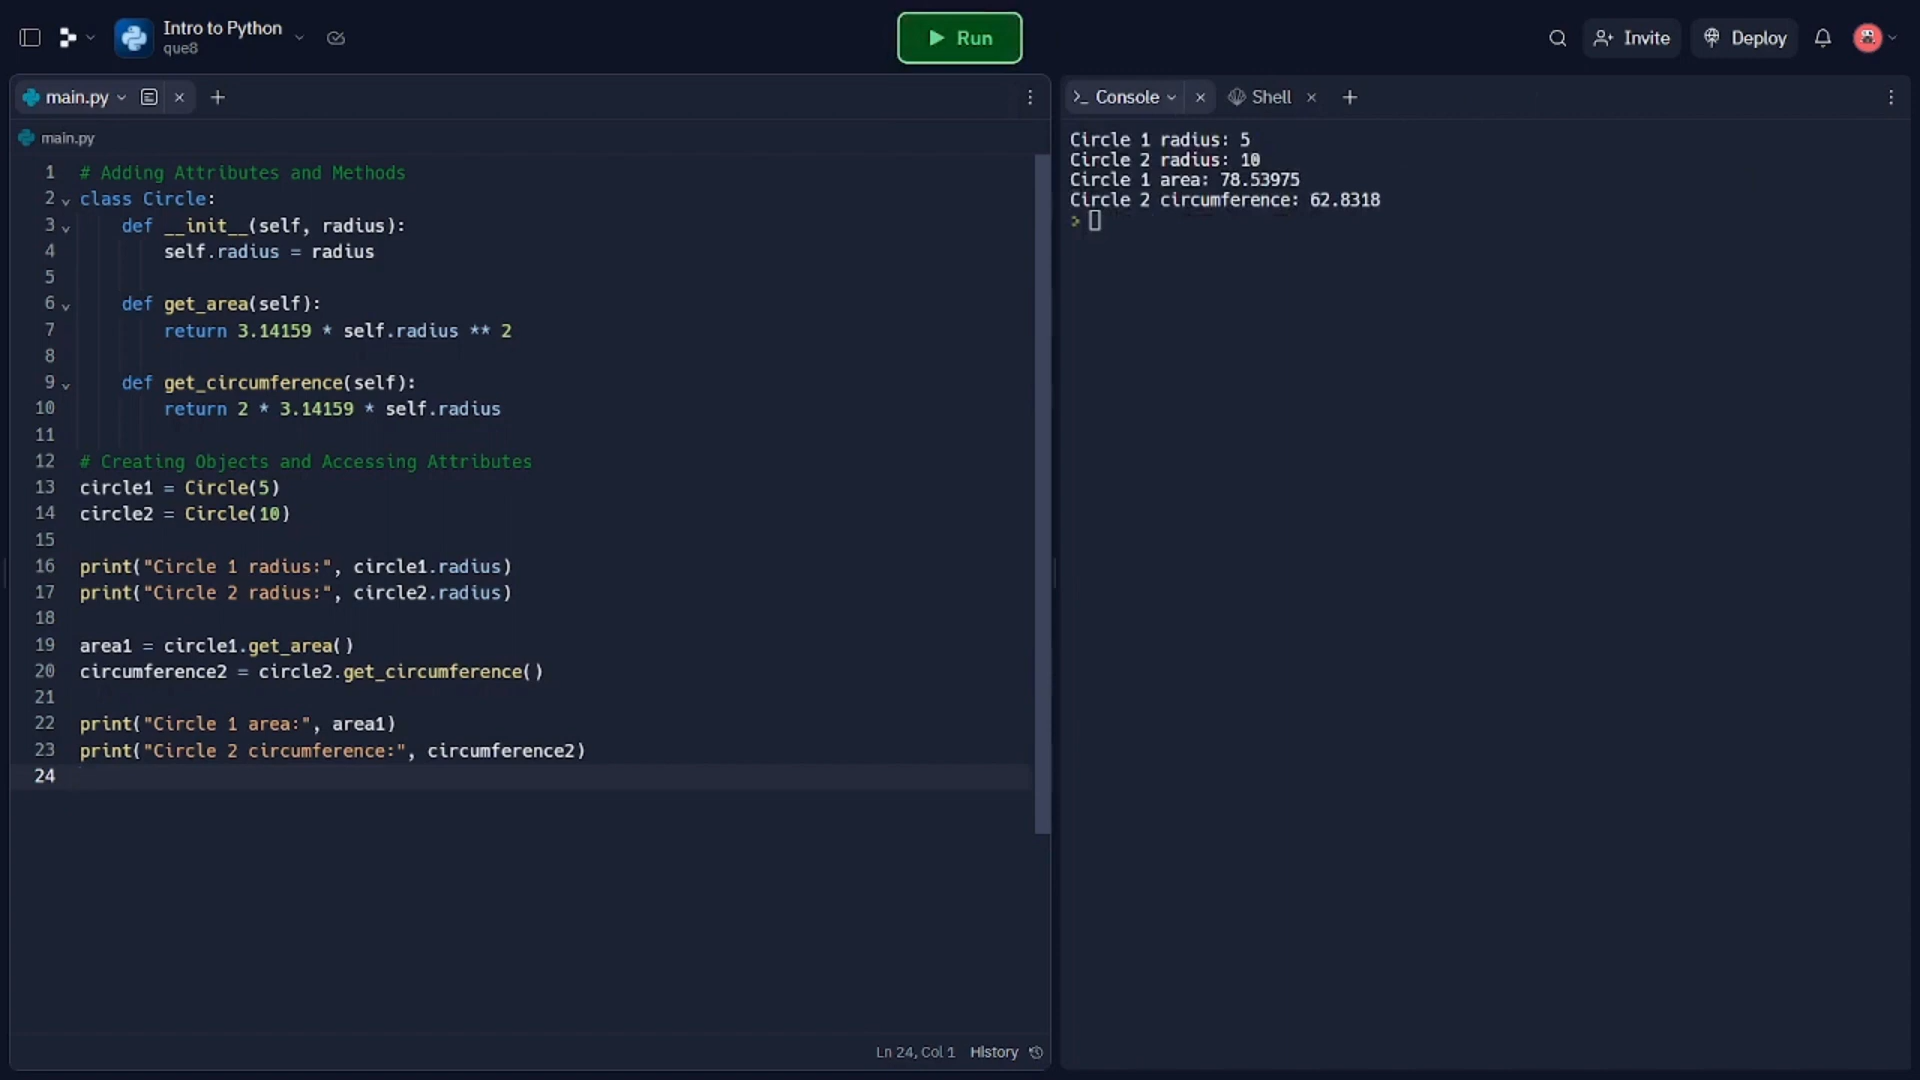 Intro to Python
que8
Run
Invite
Deploy
main.py
main.py
1 # Adding Attributes and Methods
2 class Circle:
3     def __init__(self, radius):
4         self.radius = radius
5
6     def get_area(self):
7         return 3.14159 * self.radius ** 2
8
9     def get_circumference(self):
10         return 2 * 3.14159 * self.radius
11
12 # Creating Objects and Accessing Attributes
13 circle1 = Circle(5)
14 circle2 = Circle(10)
15
16 print("Circle 1 radius:", circle1.radius)
17 print("Circle 2 radius:", circle2.radius)
18
19 area1 = circle1.get_area()
20 circumference2 = circle2.get_circumference()
21
22 print("Circle 1 area:", area1)
23 print("Circle 2 circumference:", circumference2)
24
Ln 24, Col 1 History
>_ Console Shell
Circle 1 radius: 5
Circle 2 radius: 10
Circle 1 area: 78.53975
Circle 2 circumference: 62.8318
>